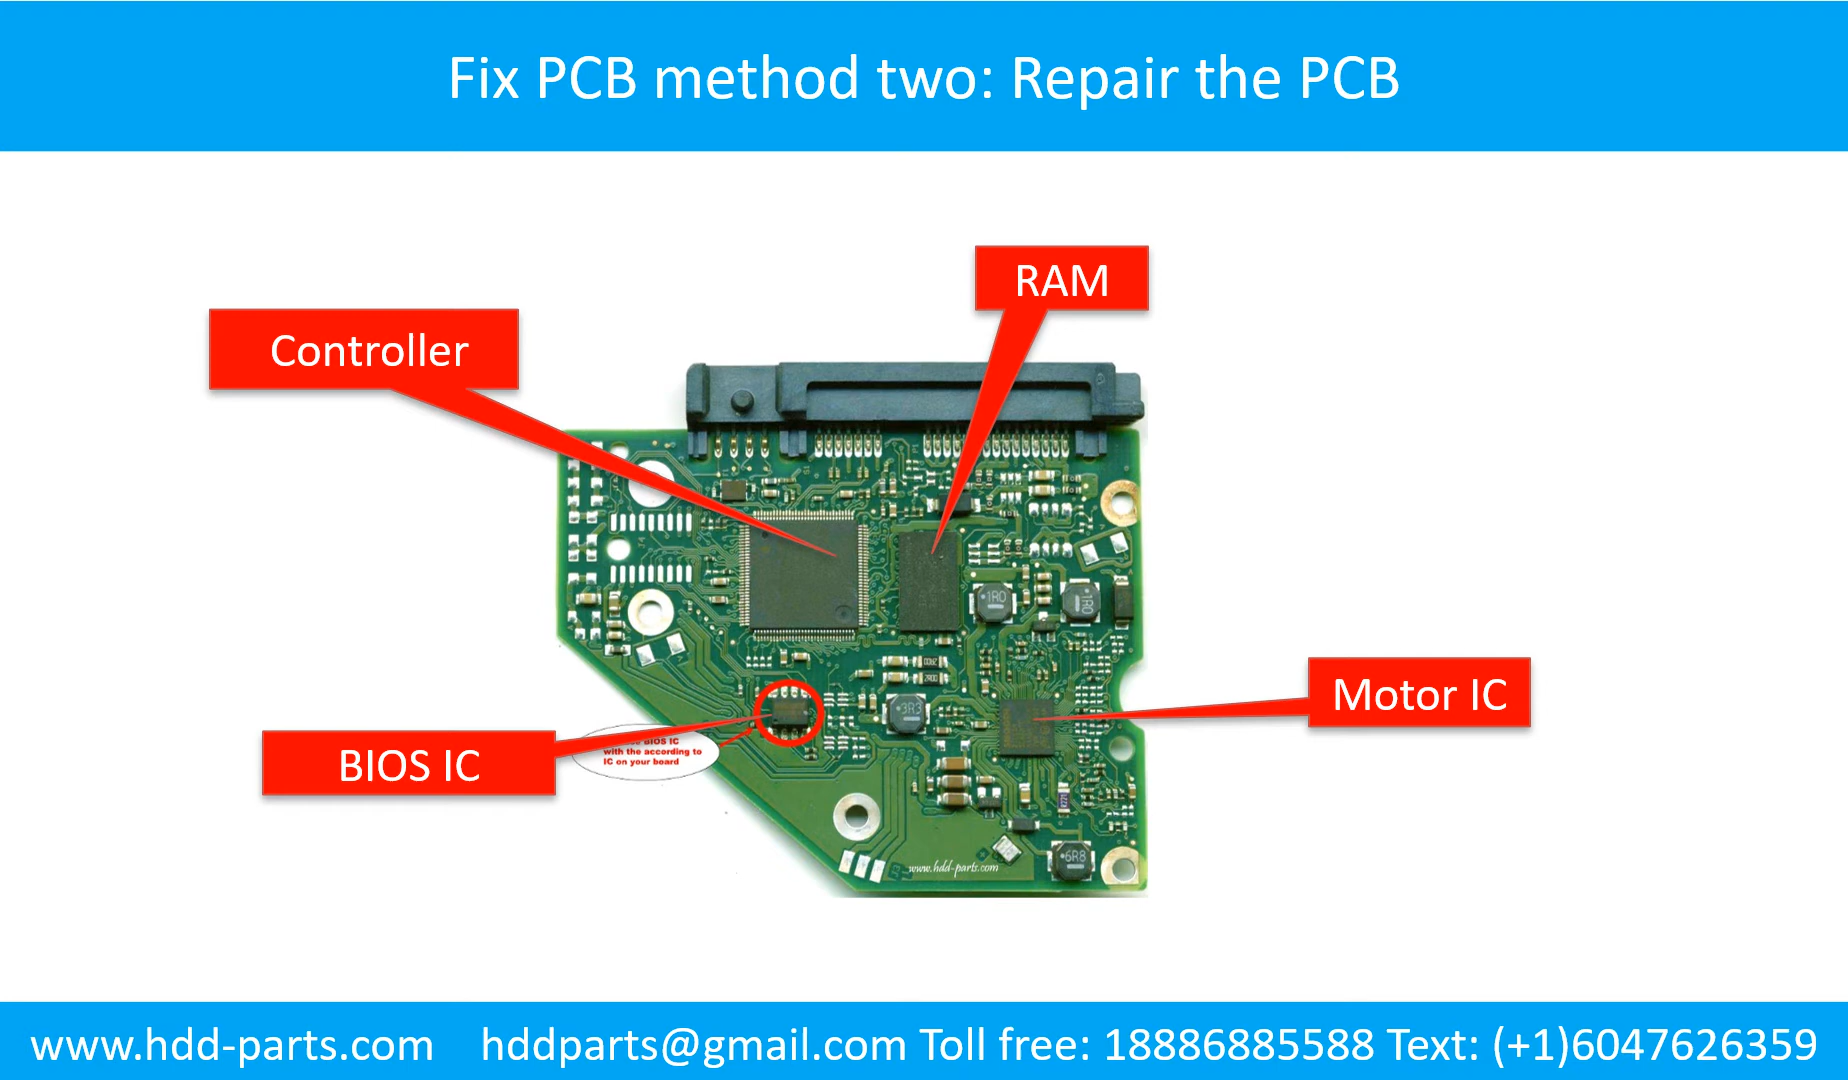 Fix PCB method two: Repair the PCB
RAM
Controller
1R0
1R0
Motor IC
3R3
BIOS IC
BIOS IC
with the according to
IC on your board
6R8
www.hdd-parts.com
www.hdd-parts.com hddparts@gmail.com Toll free: 18886885588 Text: (+1)6047626359